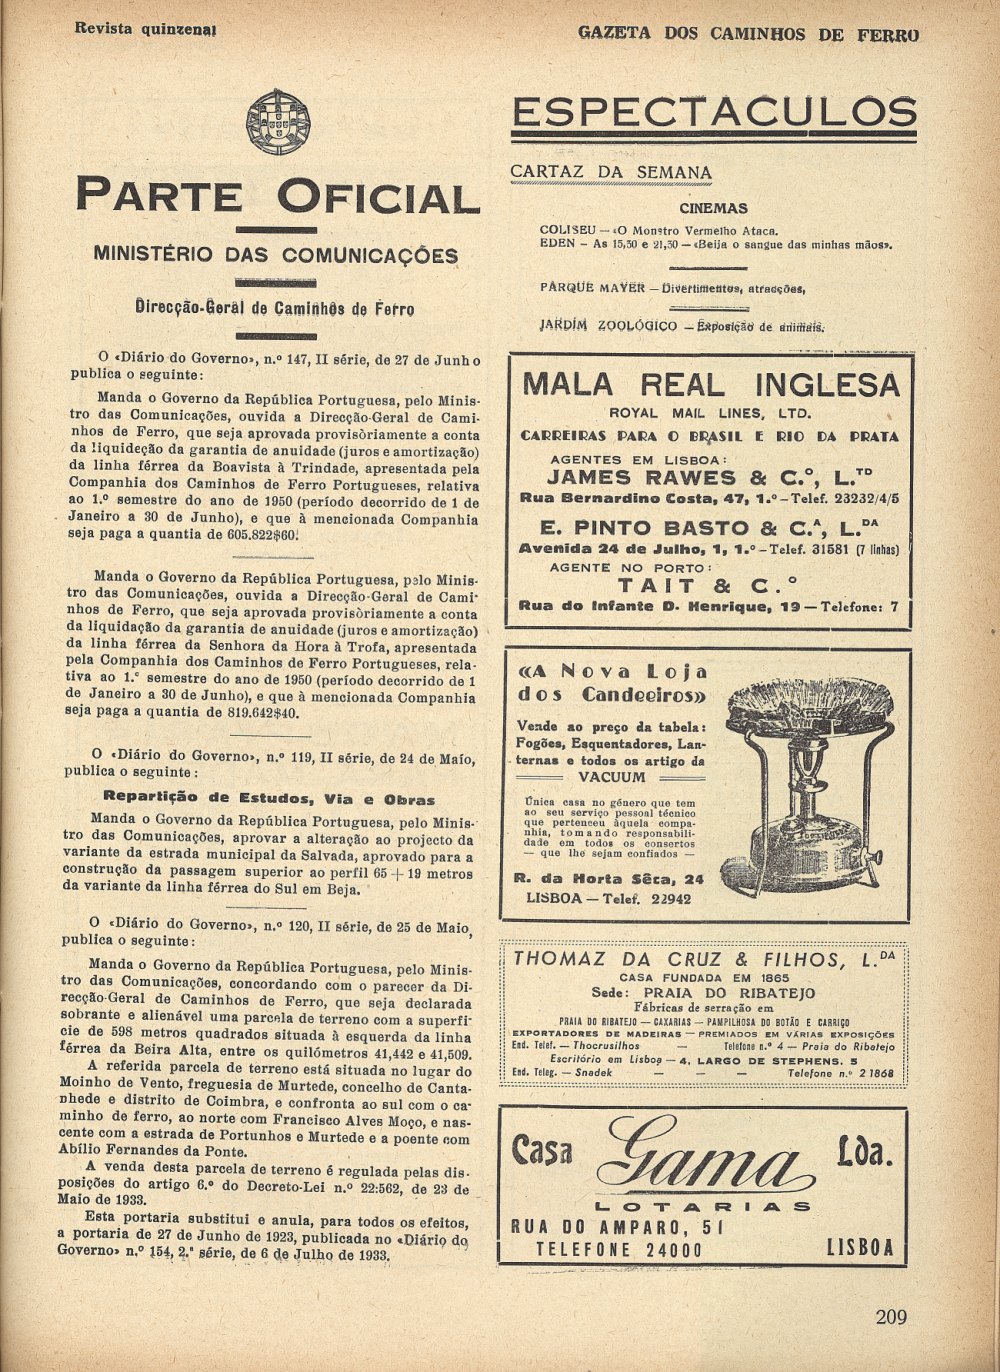 Revista quinzenal
GAZETA DOS CAMINHOS DE FERRO
PARTE OFICIAL
MINISTÉRIO DAS COMUNICAÇÕES
Direcção-Geral de Caminhos de Ferro
O «Diário do Governo», n.º 147, II série, de 27 de Junho
publica o seguinte:
Manda o Governo da República Portuguesa, pelo Minis-
tro das Comunicações, ouvida a Direcção-Geral de Cami-
nhos de Ferro, que seja aprovada provisòriamente a conta
da liquideção da garantia de anuidade (juros e amortização)
da linha férrea da Boavista à Trindade, apresentada pela
Companhia dos Caminhos de Ferro Portugueses, relativa
ao 1.º semestre do ano de 1950 (período decorrido de 1 de
Janeiro a 30 de Junho), e que à mencionada Companhia
seja paga a quantia de 605.822$60.
Manda o Governo da República Portuguesa, pelo Minis-
tro das Comunicações, ouvida a Direcção-Geral de Cami-
nhos de Ferro, que seja aprovada provisòriamente a conta
da liquidação da garantia de anuidade (juros e amortização)
da linha férrea da Senhora da Hora à Trofa, apresentada
pela Companhia dos Caminhos de Ferro Portugueses, rela-
tiva ao 1.º semestre do ano de 1950 (período decorrido de 1
de Janeiro a 30 de Junho), e que à mencionada Companhia
seja paga a quantia de 819.642$40.
O «Diário do Governo», n.º 119, II série, de 24 de Maio,
publica o seguinte:
Repartição de Estudos, Via e Obras
Manda o Governo da República Portuguesa, pelo Minis-
tro das Comunicações, aprovar a alteração ao projecto da
variante da estrada municipal da Salvada, aprovado para a
construção da passagem superior ao perfil 65 + 19 metros
da variante da linha férrea do Sul em Beja.
O «Diário do Governo», n.º 120, II série, de 25 de Maio,
publica o seguinte:
Manda o Governo da República Portuguesa, pelo Minis-
tro das Comunicações, concordando com o parecer da Di-
recção-Geral de Caminhos de Ferro, que seja declarada
sobrante e alienável uma parcela de terreno com a superfí-
cie de 598 metros quadrados situada à esquerda da linha
férrea da Beira Alta, entre os quilómetros 41,442 e 41,509.
A referida parcela de terreno está situada no lugar do
Moinho de Vento, freguesia de Murtede, concelho de Canta-
nhede e distrito de Coimbra, e confronta ao sul com o ca-
minho de ferro, ao norte com Francisco Alves Moço, e nas-
cente com a estrada de Portunhos e Murtede e a poente com
Abílio Fernandes da Ponte.
A venda desta parcela de terreno é regulada pelas dis-
posições do artigo 6.º do Decreto-Lei n.º 22:562, de 23 de
Maio de 1933.
Esta portaria substitui e anula, para todos os efeitos,
a portaria de 27 de Junho de 1923, publicada no «Diário do
Governo» n.º 154, 2.ª série, de 6 de Julho de 1933.
ESPECTACULOS
CARTAZ DA SEMANA
CINEMAS
COLISEU — «O Monstro Vermelho Ataca.
EDEN – As 15,30 e 21,30 — «Beija o sangue das minhas mãos».
PARQUE MAYER — Divertimentos, atracções,
JARDIM ZOOLÓGICO — Exposição de animais.
MALA REAL INGLESA
ROYAL MAIL LINES, LTD.
CARREIRAS PARA O BRASIL E RIO DA PRATA
AGENTES EM LISBOA:
JAMES RAWES & C.º, L.TD
Rua Bernardino Costa, 47, 1.º – Telef. 23232/4/5
E. PINTO BASTO & C.ª, L.DA
Avenida 24 de Julho, 1, 1.º – Telef. 31581 (7 linhas)
AGENTE NO PORTO:
TAIT & C.º
Rua do Infante D. Henrique, 19 — Telefone: 7
«A Nova Loja
dos Candeeiros»
Vende ao preço da tabela:
Fogões, Esquentadores, Lan-
ternas e todos os artigo da
VACUUM
Única casa no género que tem
ao seu serviço pessoal técnico
que pertenceu àquela compa-
nhia, tomando responsabili-
dade em todos os consertos
— que lhe sejam confiados —
R. da Horta Sêca, 24
LISBOA — Telef. 22942
THOMAZ DA CRUZ & FILHOS, L.DA
CASA FUNDADA EM 1865
Sede: PRAIA DO RIBATEJO
Fábricas de serração em
PRAIA DO RIBATEJO — CAXARIAS — PAMPILHOSA DO BOTÃO E CARRIÇO
EXPORTADORES DE MADEIRAS — PREMIADOS EM VÁRIAS EXPOSIÇÕES
End. Telef. — Thocrusilhos — Telefone n.º 4 — Praia do Ribatejo
Escritório em Lisboa — 4, LARGO DE STEPHENS, 5
End. Teleg. — Snadek — — — Telefone n.º 21868
Casa Gama Lda.
LOTARIAS
RUA DO AMPARO, 51
TELEFONE 24000 LISBOA
209